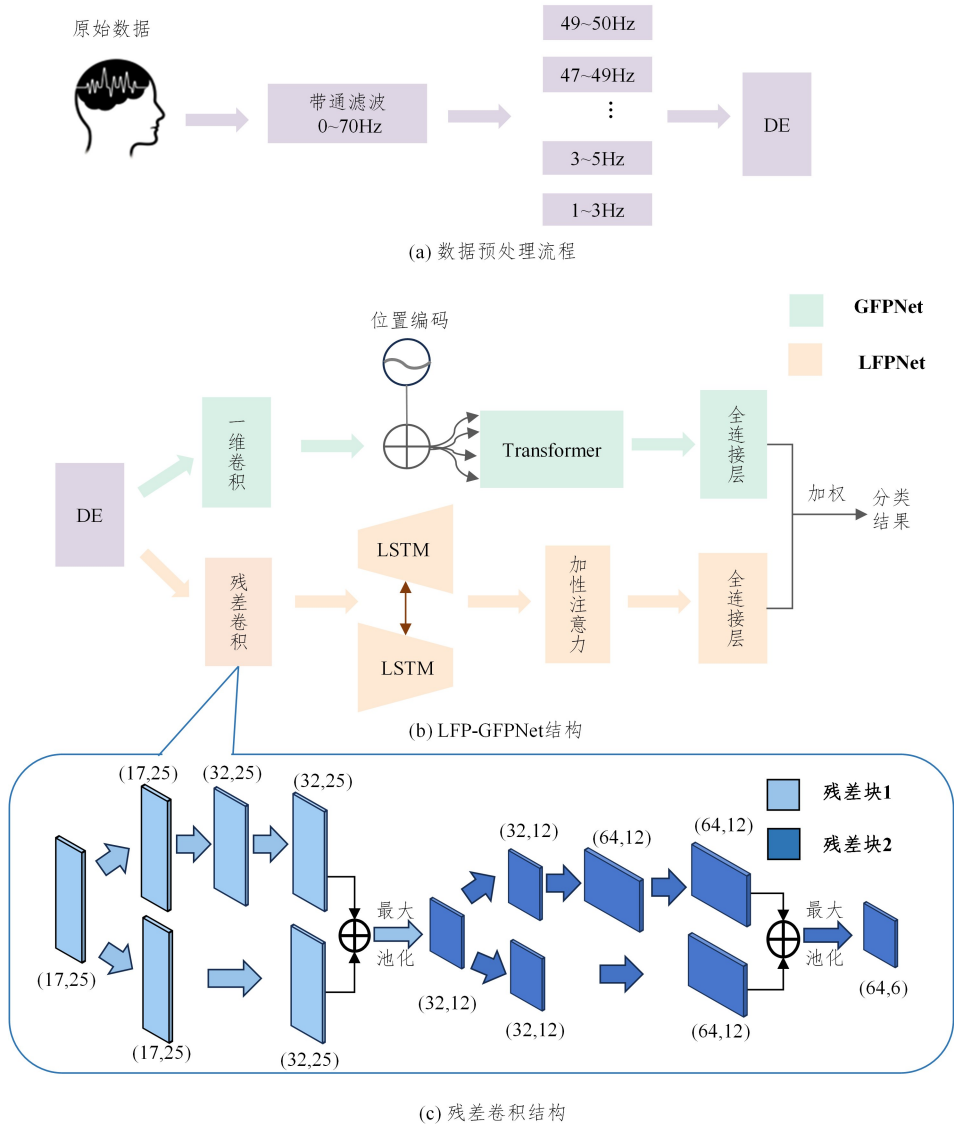 原始数据
带通滤波
0~70Hz
49~50Hz
47~49Hz
⋮
3~5Hz
1~3Hz
DE
(a) 数据预处理流程
GFPNet
LFPNet
位置编码
DE
一维卷积
Transformer
全连接层
残差卷积
LSTM
LSTM
加性注意力
全连接层
加权
分类
结果
(b) LFP-GFPNet结构
(17,25)
(32,25)
(32,25)
(17,25)
(17,25)
(32,25)
最大
池化
(32,12)
(32,12)
(64,12)
(64,12)
(32,12)
(64,12)
最大
池化
(64,6)
残差块1
残差块2
(c) 残差卷积结构